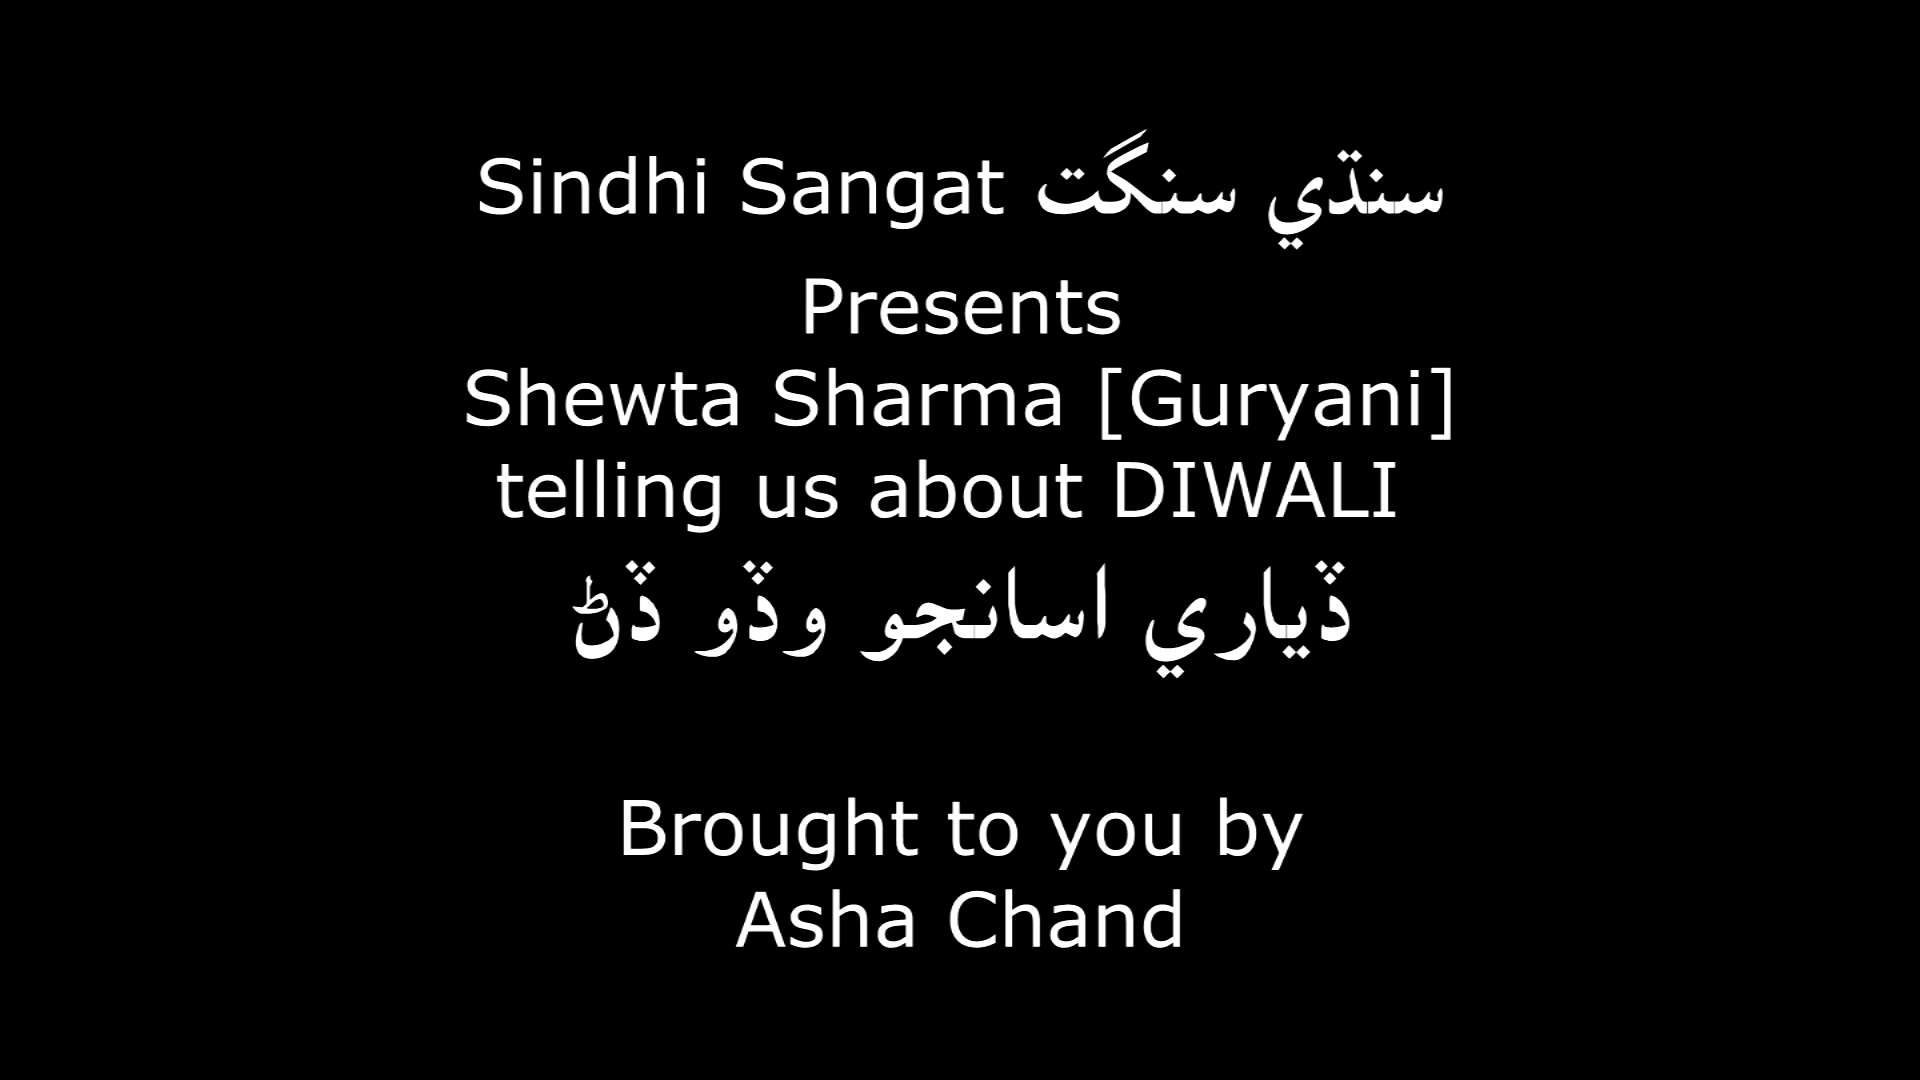 Sindhi Sangat سنڌي سنگت
Presents
Shewta Sharma [Guryani]
telling us about DIWALI
ڏياري اسانجو وڏو ڏڻ
Brought to you by
Asha Chand